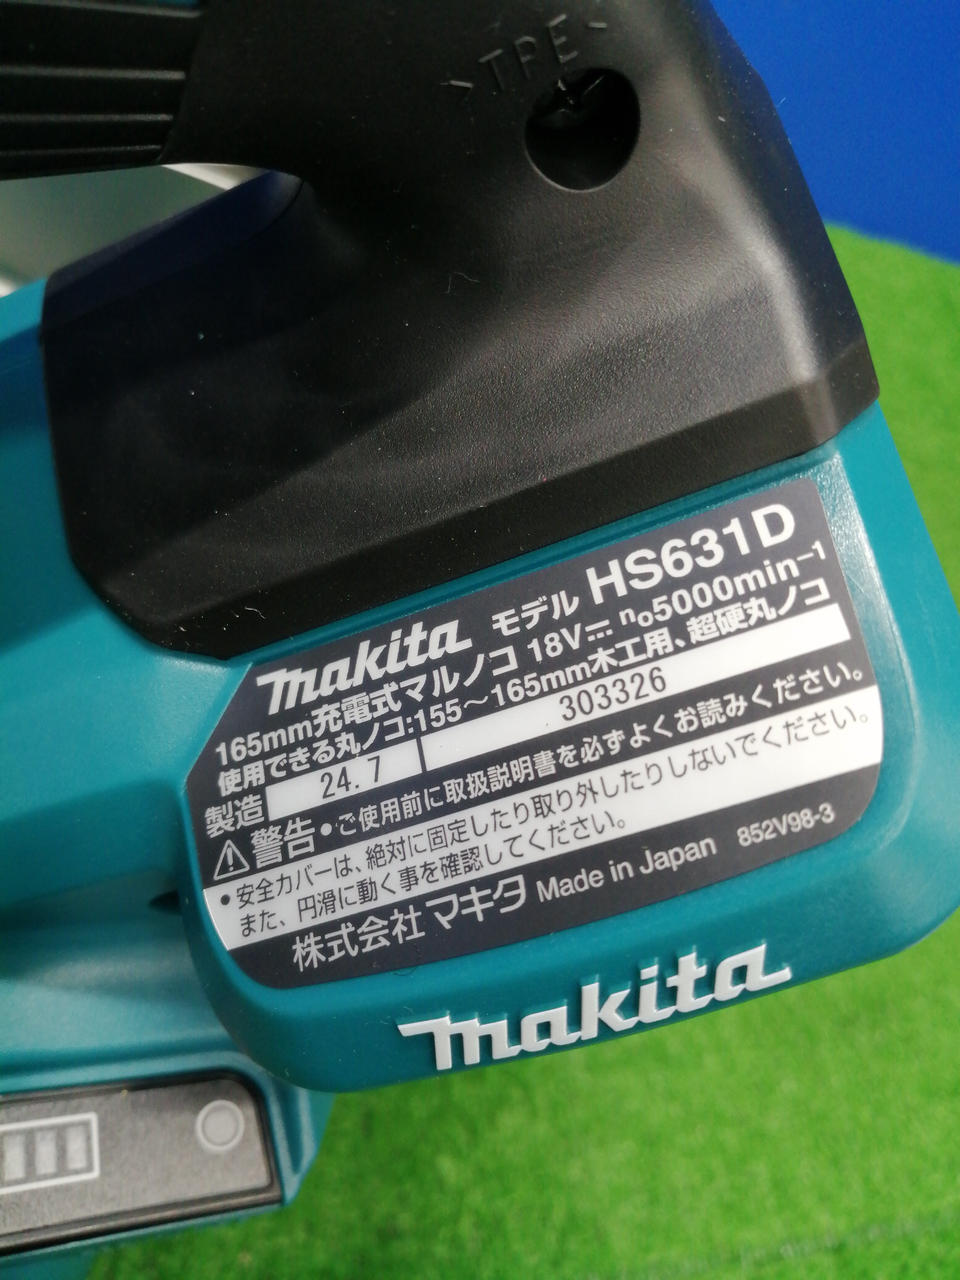 >TPE<
makita モデル HS631D
165mm充電式マルノコ 18V⎓ n₀5000min⁻¹
使用できる丸ノコ:155～165mm木工用、超硬丸ノコ
製造 24.7 303326
⚠警告 •ご使用前に取扱説明書を必ずよくお読みください。
•安全カバーは、絶対に固定したり取り外したりしないでください。
また、円滑に動く事を確認してください。
株式会社マキタ Made in Japan 852V98-3
makita